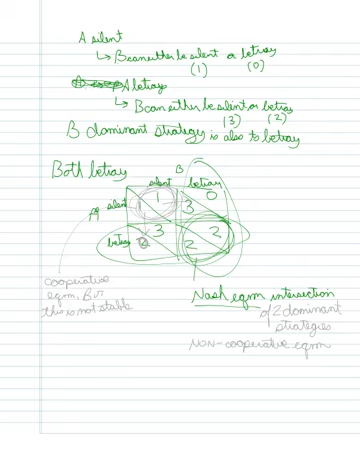 A silent
↳ B can either be silent or betray
(1) (0)
A betray
↳ B can either be silent or betray
(3) (2)
B dominant strategy is also to betray
Both betray
B
silent betray
A silent 1 1 3 0
betray 3 2 2
cooperative
eqm. But
this is not stable
Nash eqm intersection
of 2 dominant
strategies
Non-cooperative eqm